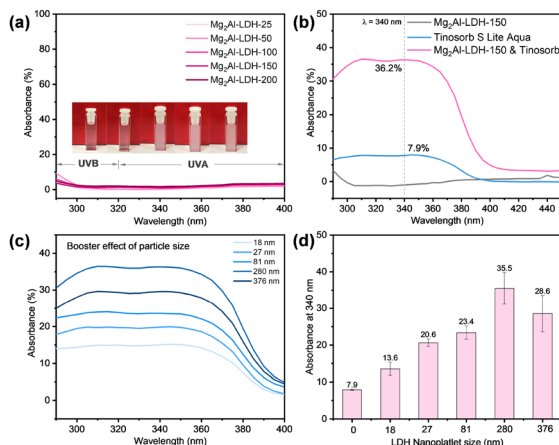 (a)
Mg₂Al-LDH-25
Mg₂Al-LDH-50
Mg₂Al-LDH-100
Mg₂Al-LDH-150
Mg₂Al-LDH-200
UVB
UVA
Absorbance (%)
100
80
60
40
20
0
300 320 340 360 380 400
Wavelength (nm)
(b)
λ = 340 nm
Mg₂Al-LDH-150
Tinosorb S Lite Aqua
Mg₂Al-LDH-150 & Tinosorb
36.2%
7.9%
Absorbance (%)
50
40
30
20
10
0
300 320 340 360 380 400 420 440
Wavelength (nm)
(c)
Booster effect of particle size
18 nm
27 nm
81 nm
280 nm
376 nm
Absorbance (%)
50
40
30
20
10
0
300 320 340 360 380 400
Wavelength (nm)
(d)
7.9
13.6
20.6
23.4
35.5
28.6
Absorbance at 340 nm
50
40
30
20
10
0
0 18 27 81 280 376
LDH Nanoplatlet size (nm)